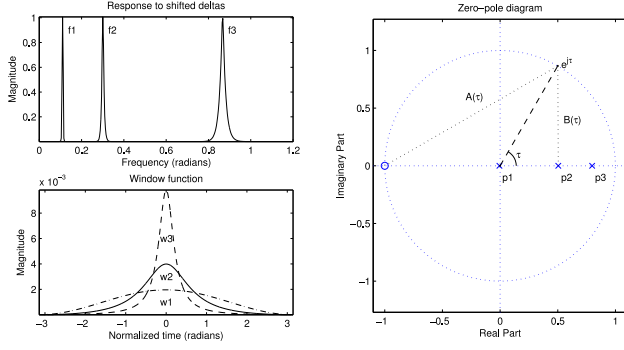 Response to shifted deltas
Magnitude
1
0.8
0.6
0.4
0.2
f1
f2
f3
0
0.2
0.4
0.6
0.8
1
1.2
Frequency (radians)
x 10⁻³
Window function
Magnitude
8
6
4
2
w3
w2
w1
−3
−2
−1
0
1
2
3
Normalized time (radians)
Zero−pole diagram
Imaginary Part
1
0.5
0
−0.5
−1
A(τ)
B(τ)
e^jτ
τ
p1
p2
p3
−1
−0.5
0
0.5
1
Real Part